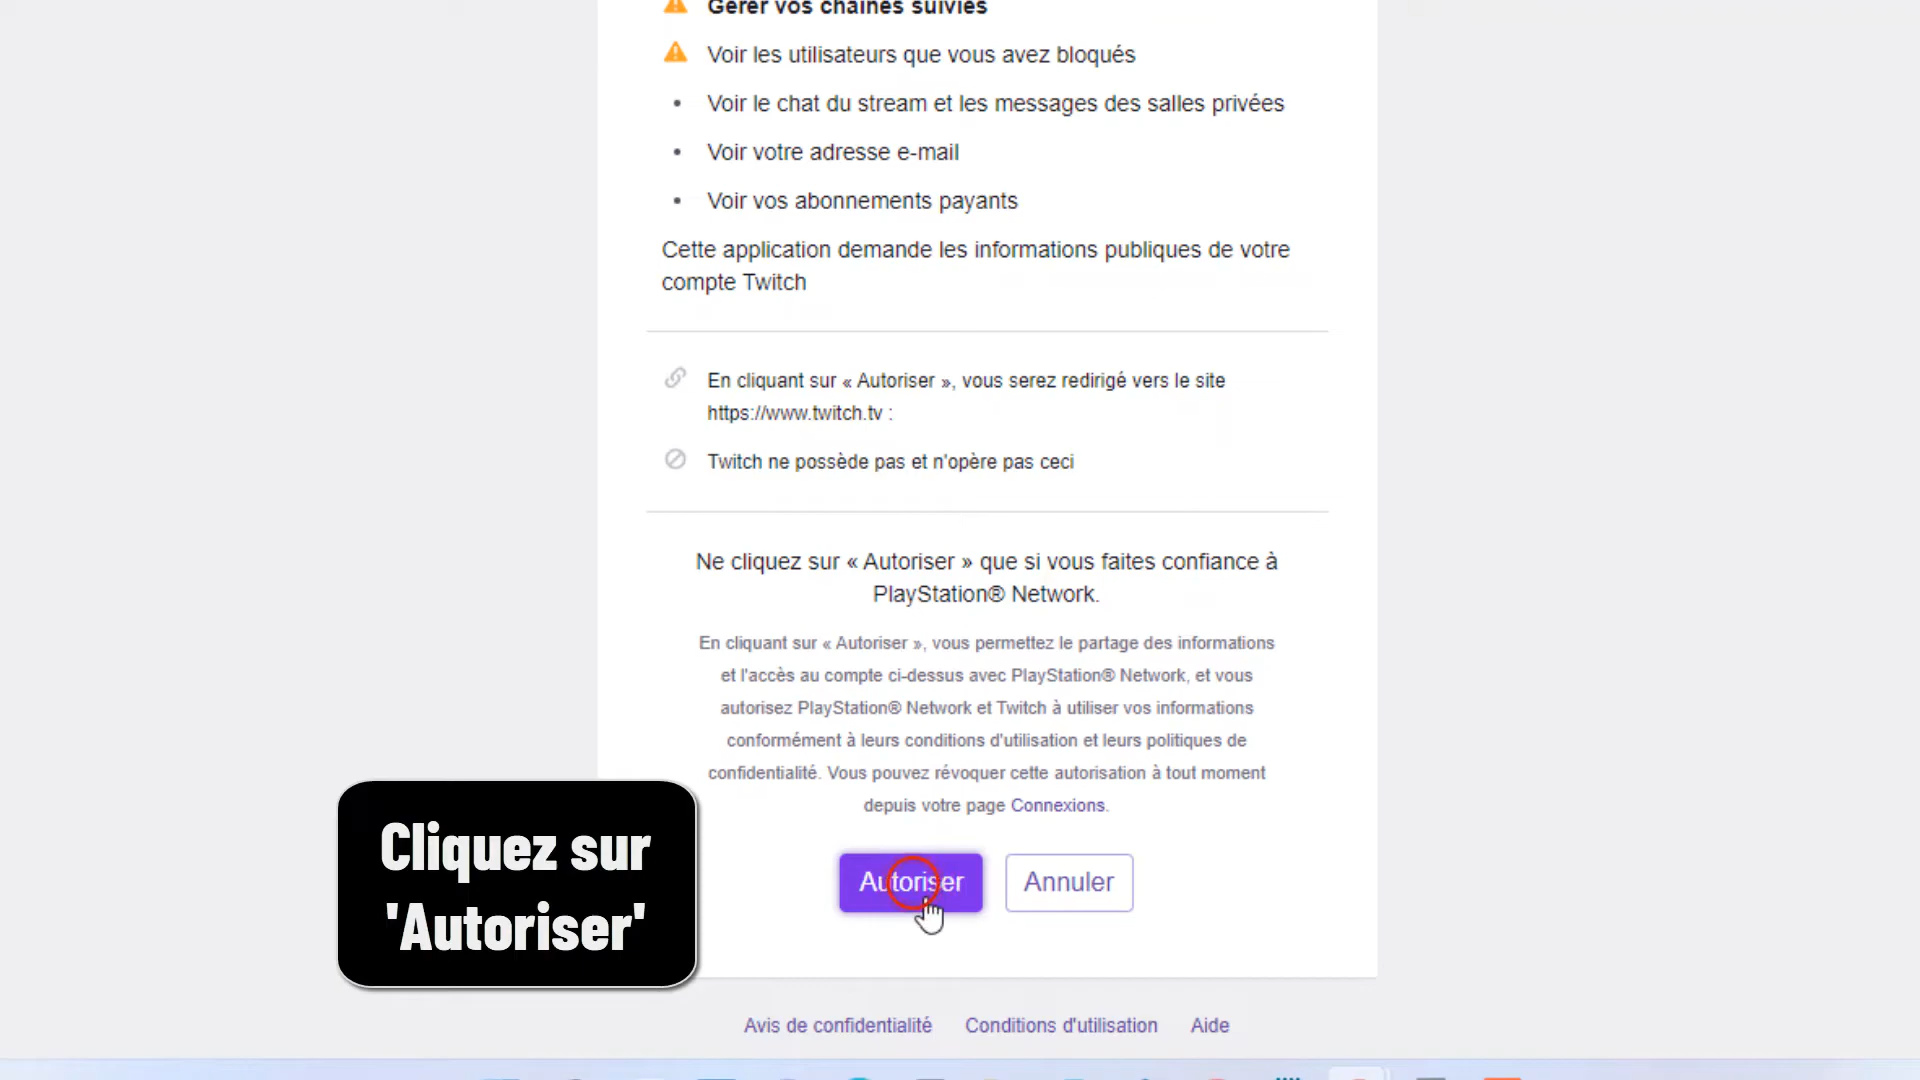 Gérer vos chaînes suivies
Voir les utilisateurs que vous avez bloqués
• Voir le chat du stream et les messages des salles privées
• Voir votre adresse e-mail
• Voir vos abonnements payants
Cette application demande les informations publiques de votre
compte Twitch
En cliquant sur « Autoriser », vous serez redirigé vers le site
https://www.twitch.tv :
Twitch ne possède pas et n'opère pas ceci
Ne cliquez sur « Autoriser » que si vous faites confiance à
PlayStation® Network.
En cliquant sur « Autoriser », vous permettez le partage des informations
et l'accès au compte ci-dessus avec PlayStation® Network, et vous
autorisez PlayStation® Network et Twitch à utiliser vos informations
conformément à leurs conditions d'utilisation et leurs politiques de
confidentialité. Vous pouvez révoquer cette autorisation à tout moment
depuis votre page Connexions.
Cliquez sur
'Autoriser'
Autoriser Annuler
Avis de confidentialité Conditions d'utilisation Aide